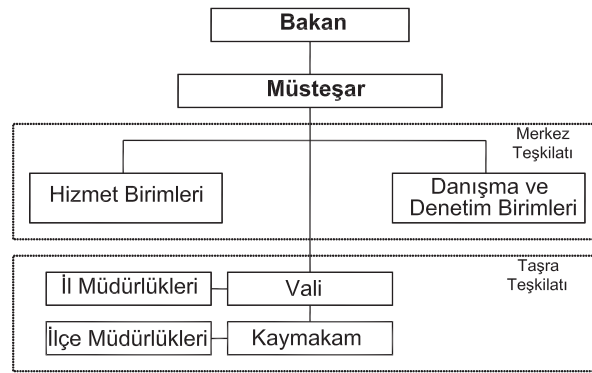 Bakan
Müsteşar
Merkez
Teşkilatı
Hizmet Birimleri
Danışma ve
Denetim Birimleri
Taşra
Teşkilatı
İl Müdürlükleri
Vali
İlçe Müdürlükleri
Kaymakam